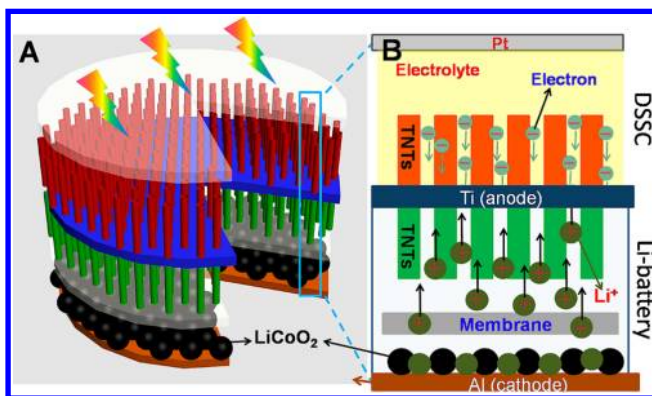 A
B
Pt
Electrolyte
Electron
TNTs
DSSC
Ti (anode)
TNTs
Li-battery
Li+
Membrane
LiCoO₂
Al (cathode)